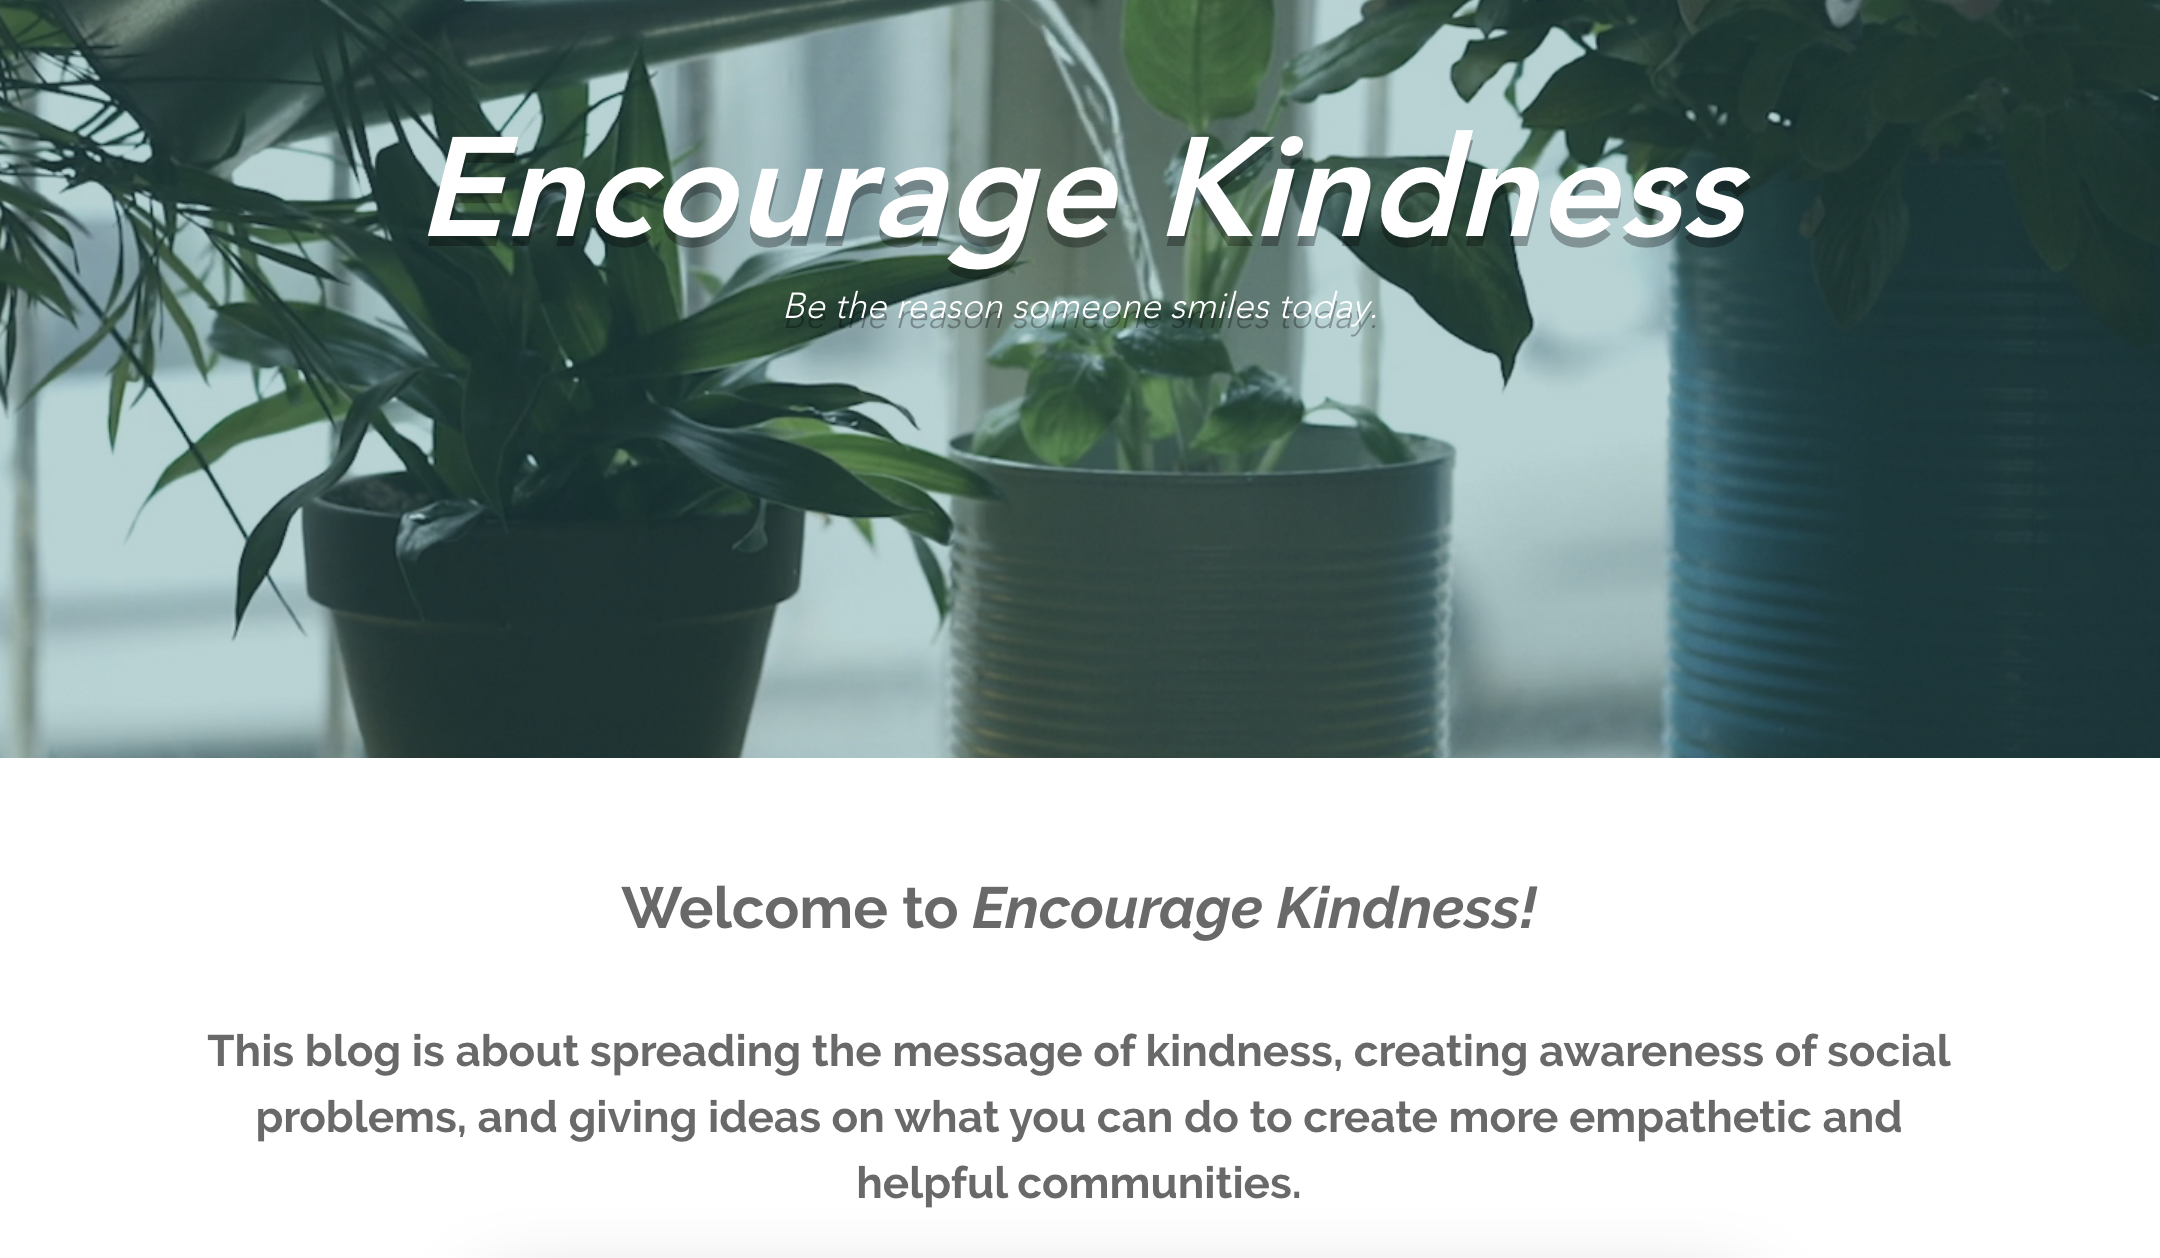 Encourage Kindness
Be the reason someone smiles today.
Welcome to Encourage Kindness!
This blog is about spreading the message of kindness, creating awareness of social
problems, and giving ideas on what you can do to create more empathetic and
helpful communities.